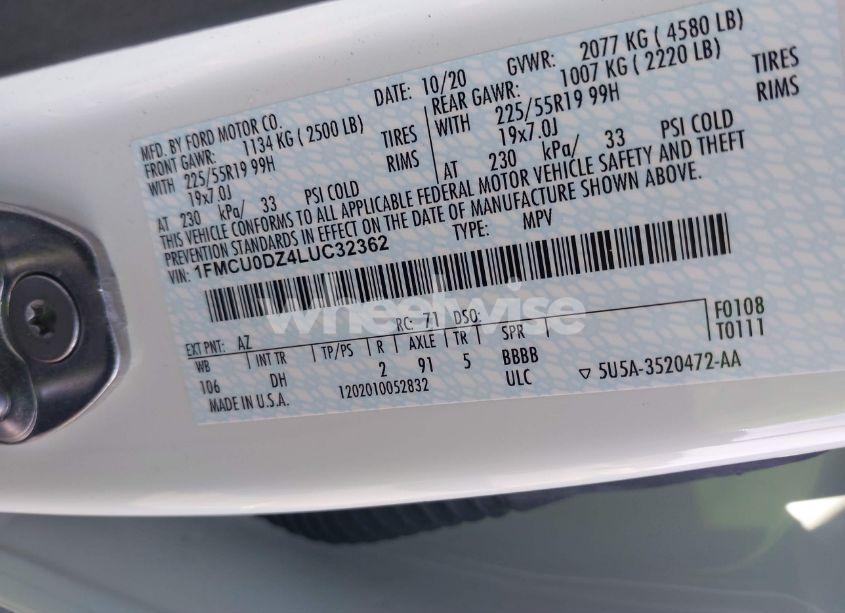 MFD. BY FORD MOTOR CO. DATE: 10/20 GVWR: 2077 KG ( 4580 LB)
FRONT GAWR: 1134 KG ( 2500 LB) REAR GAWR: 1007 KG ( 2220 LB)
WITH 225/55R19 99H TIRES WITH 225/55R19 99H TIRES
19x7.0J RIMS 19x7.0J RIMS
AT 230 kPa/ 33 PSI COLD AT 230 kPa/ 33 PSI COLD
THIS VEHICLE CONFORMS TO ALL APPLICABLE FEDERAL MOTOR VEHICLE SAFETY AND THEFT
PREVENTION STANDARDS IN EFFECT ON THE DATE OF MANUFACTURE SHOWN ABOVE.
VIN: 1FMCU0DZ4LUC32362 TYPE: MPV
wheelwise
EXT PNT: AZ RC: 71 DSO: F0108
WB INT TR TP/PS R AXLE TR SPR T0111
106 DH 2 91 5 BBBB
MADE IN U.S.A. 1202010052832 ULC ▽ 5U5A-3520472-AA